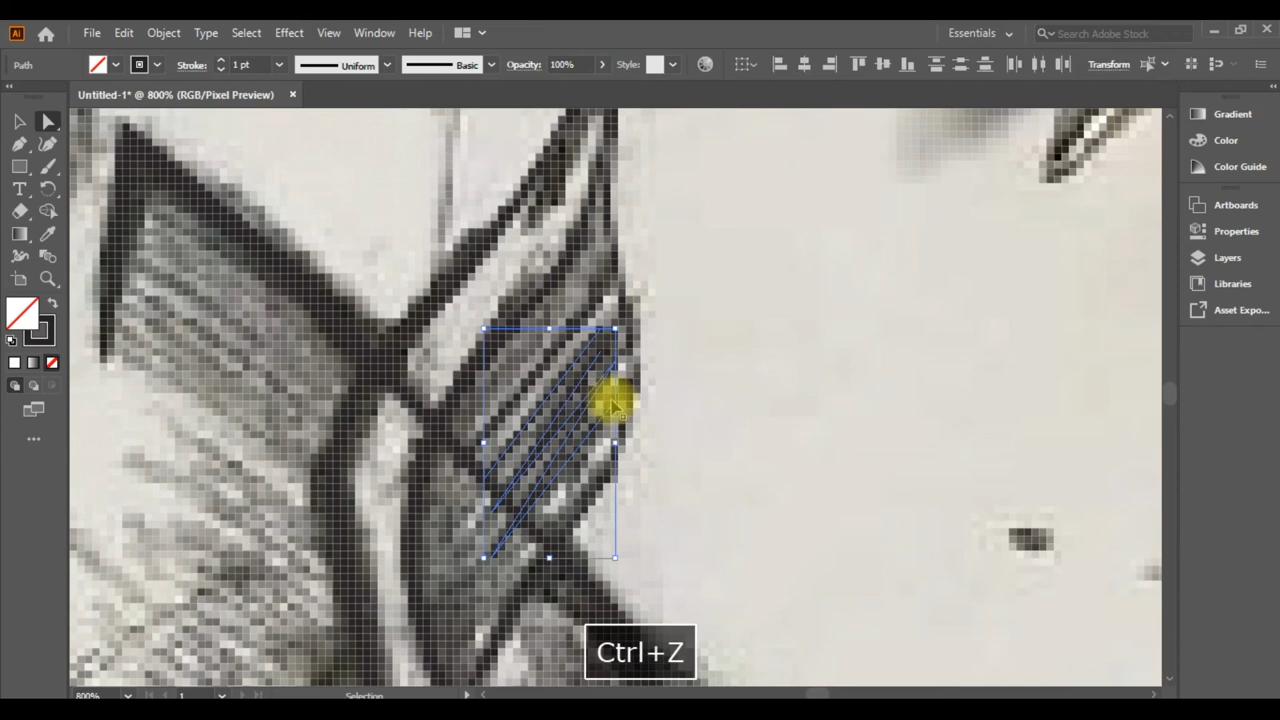 Ai File Edit Object Type Select Effect View Window Help Essentials Search Adobe Stock
Path Stroke: 1 pt Uniform Basic Opacity: 100% Style: Transform
Untitled-1* @ 800% (RGB/Pixel Preview) ×
Gradient
Color
Color Guide
Artboards
Properties
Layers
Libraries
Asset Expo...
Ctrl+Z
800% 1 Selection